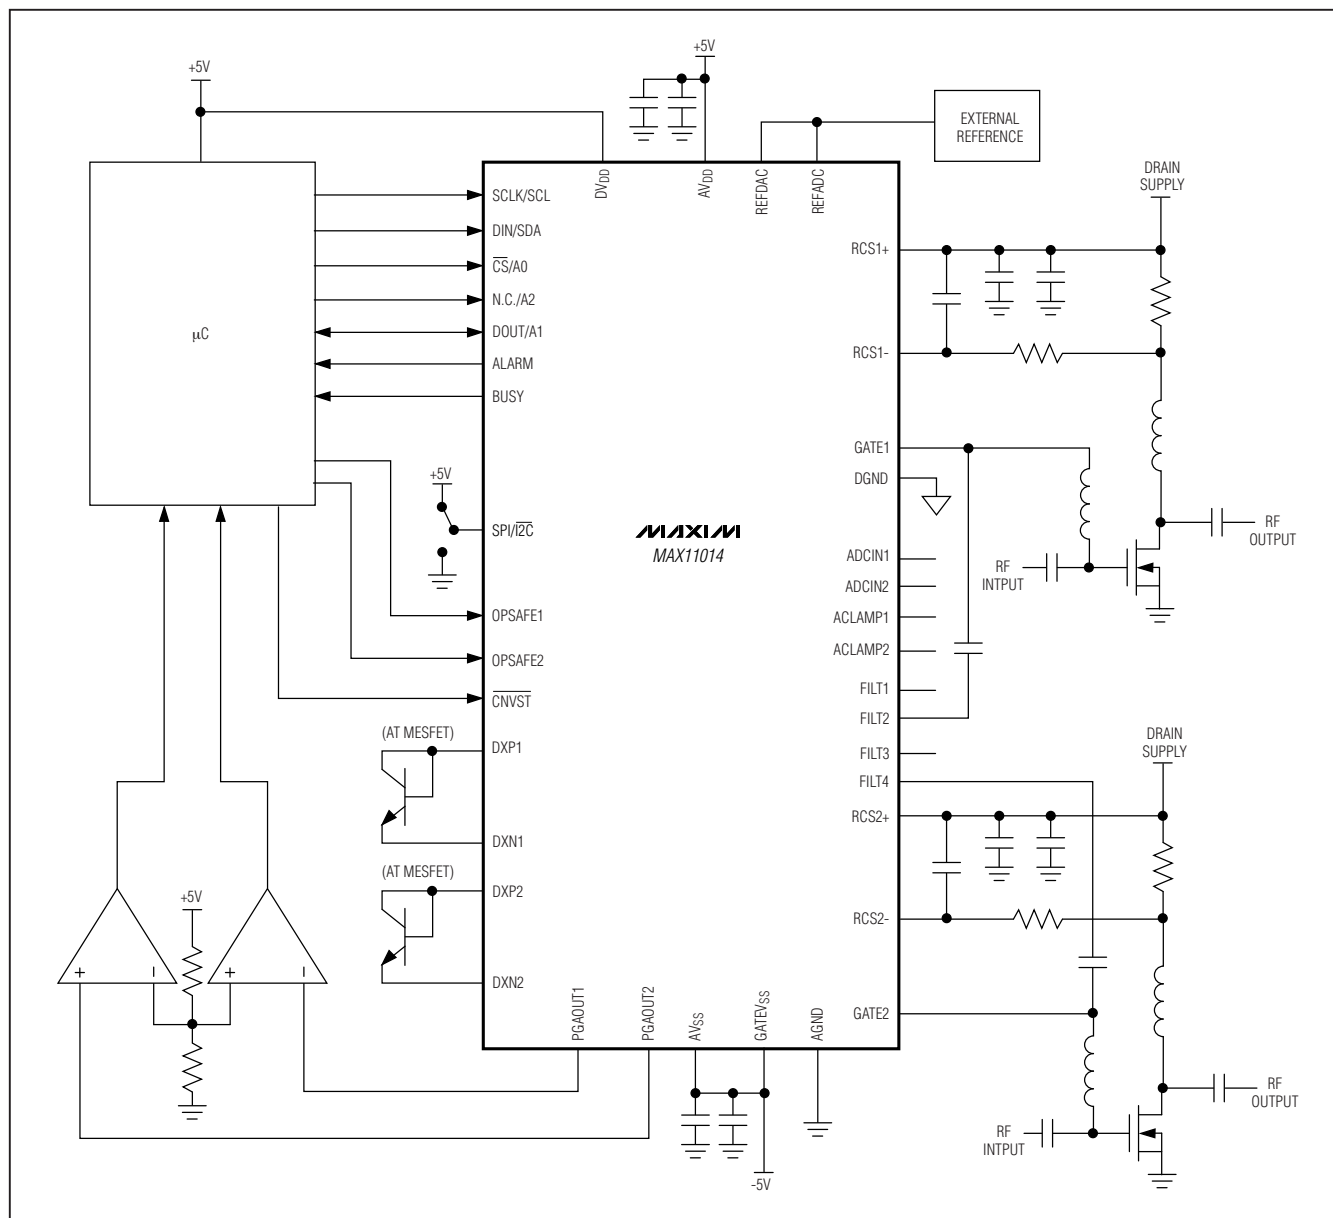 +5V
+5V
EXTERNAL
REFERENCE
DRAIN
SUPPLY
μC
SCLK/SCL
DIN/SDA
CS/A0
N.C./A2
DOUT/A1
ALARM
BUSY
+5V
SPI/I2C
OPSAFE1
OPSAFE2
CNVST
(AT MESFET)
DXP1
DXN1
(AT MESFET)
DXP2
DXN2
DVDD
AVDD
REFDAC
REFADC
MAXIM
MAX11014
RCS1+
RCS1-
GATE1
DGND
ADCIN1
ADCIN2
ACLAMP1
ACLAMP2
FILT1
FILT2
FILT3
FILT4
RCS2+
RCS2-
GATE2
RF
OUTPUT
RF
INTPUT
DRAIN
SUPPLY
RF
OUTPUT
RF
INTPUT
+5V
+
–
+
–
PGAOUT1
PGAOUT2
AVSS
GATEVSS
AGND
-5V